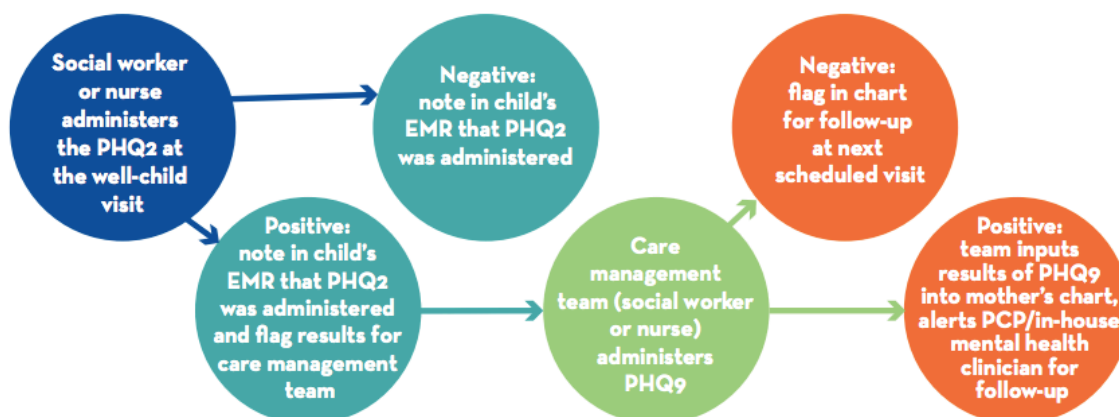 Social worker
or nurse
administers
the PHQ2 at
the well-child
visit
Negative:
note in child's
EMR that PHQ2
was administered
Positive:
note in child's
EMR that PHQ2
was administered
and flag results for
care management
team
Care
management
team (social worker
or nurse)
administers
PHQ9
Negative:
flag in chart
for follow-up
at next
scheduled visit
Positive:
team inputs
results of PHQ9
into mother's chart,
alerts PCP/in-house
mental health
clinician for
follow-up